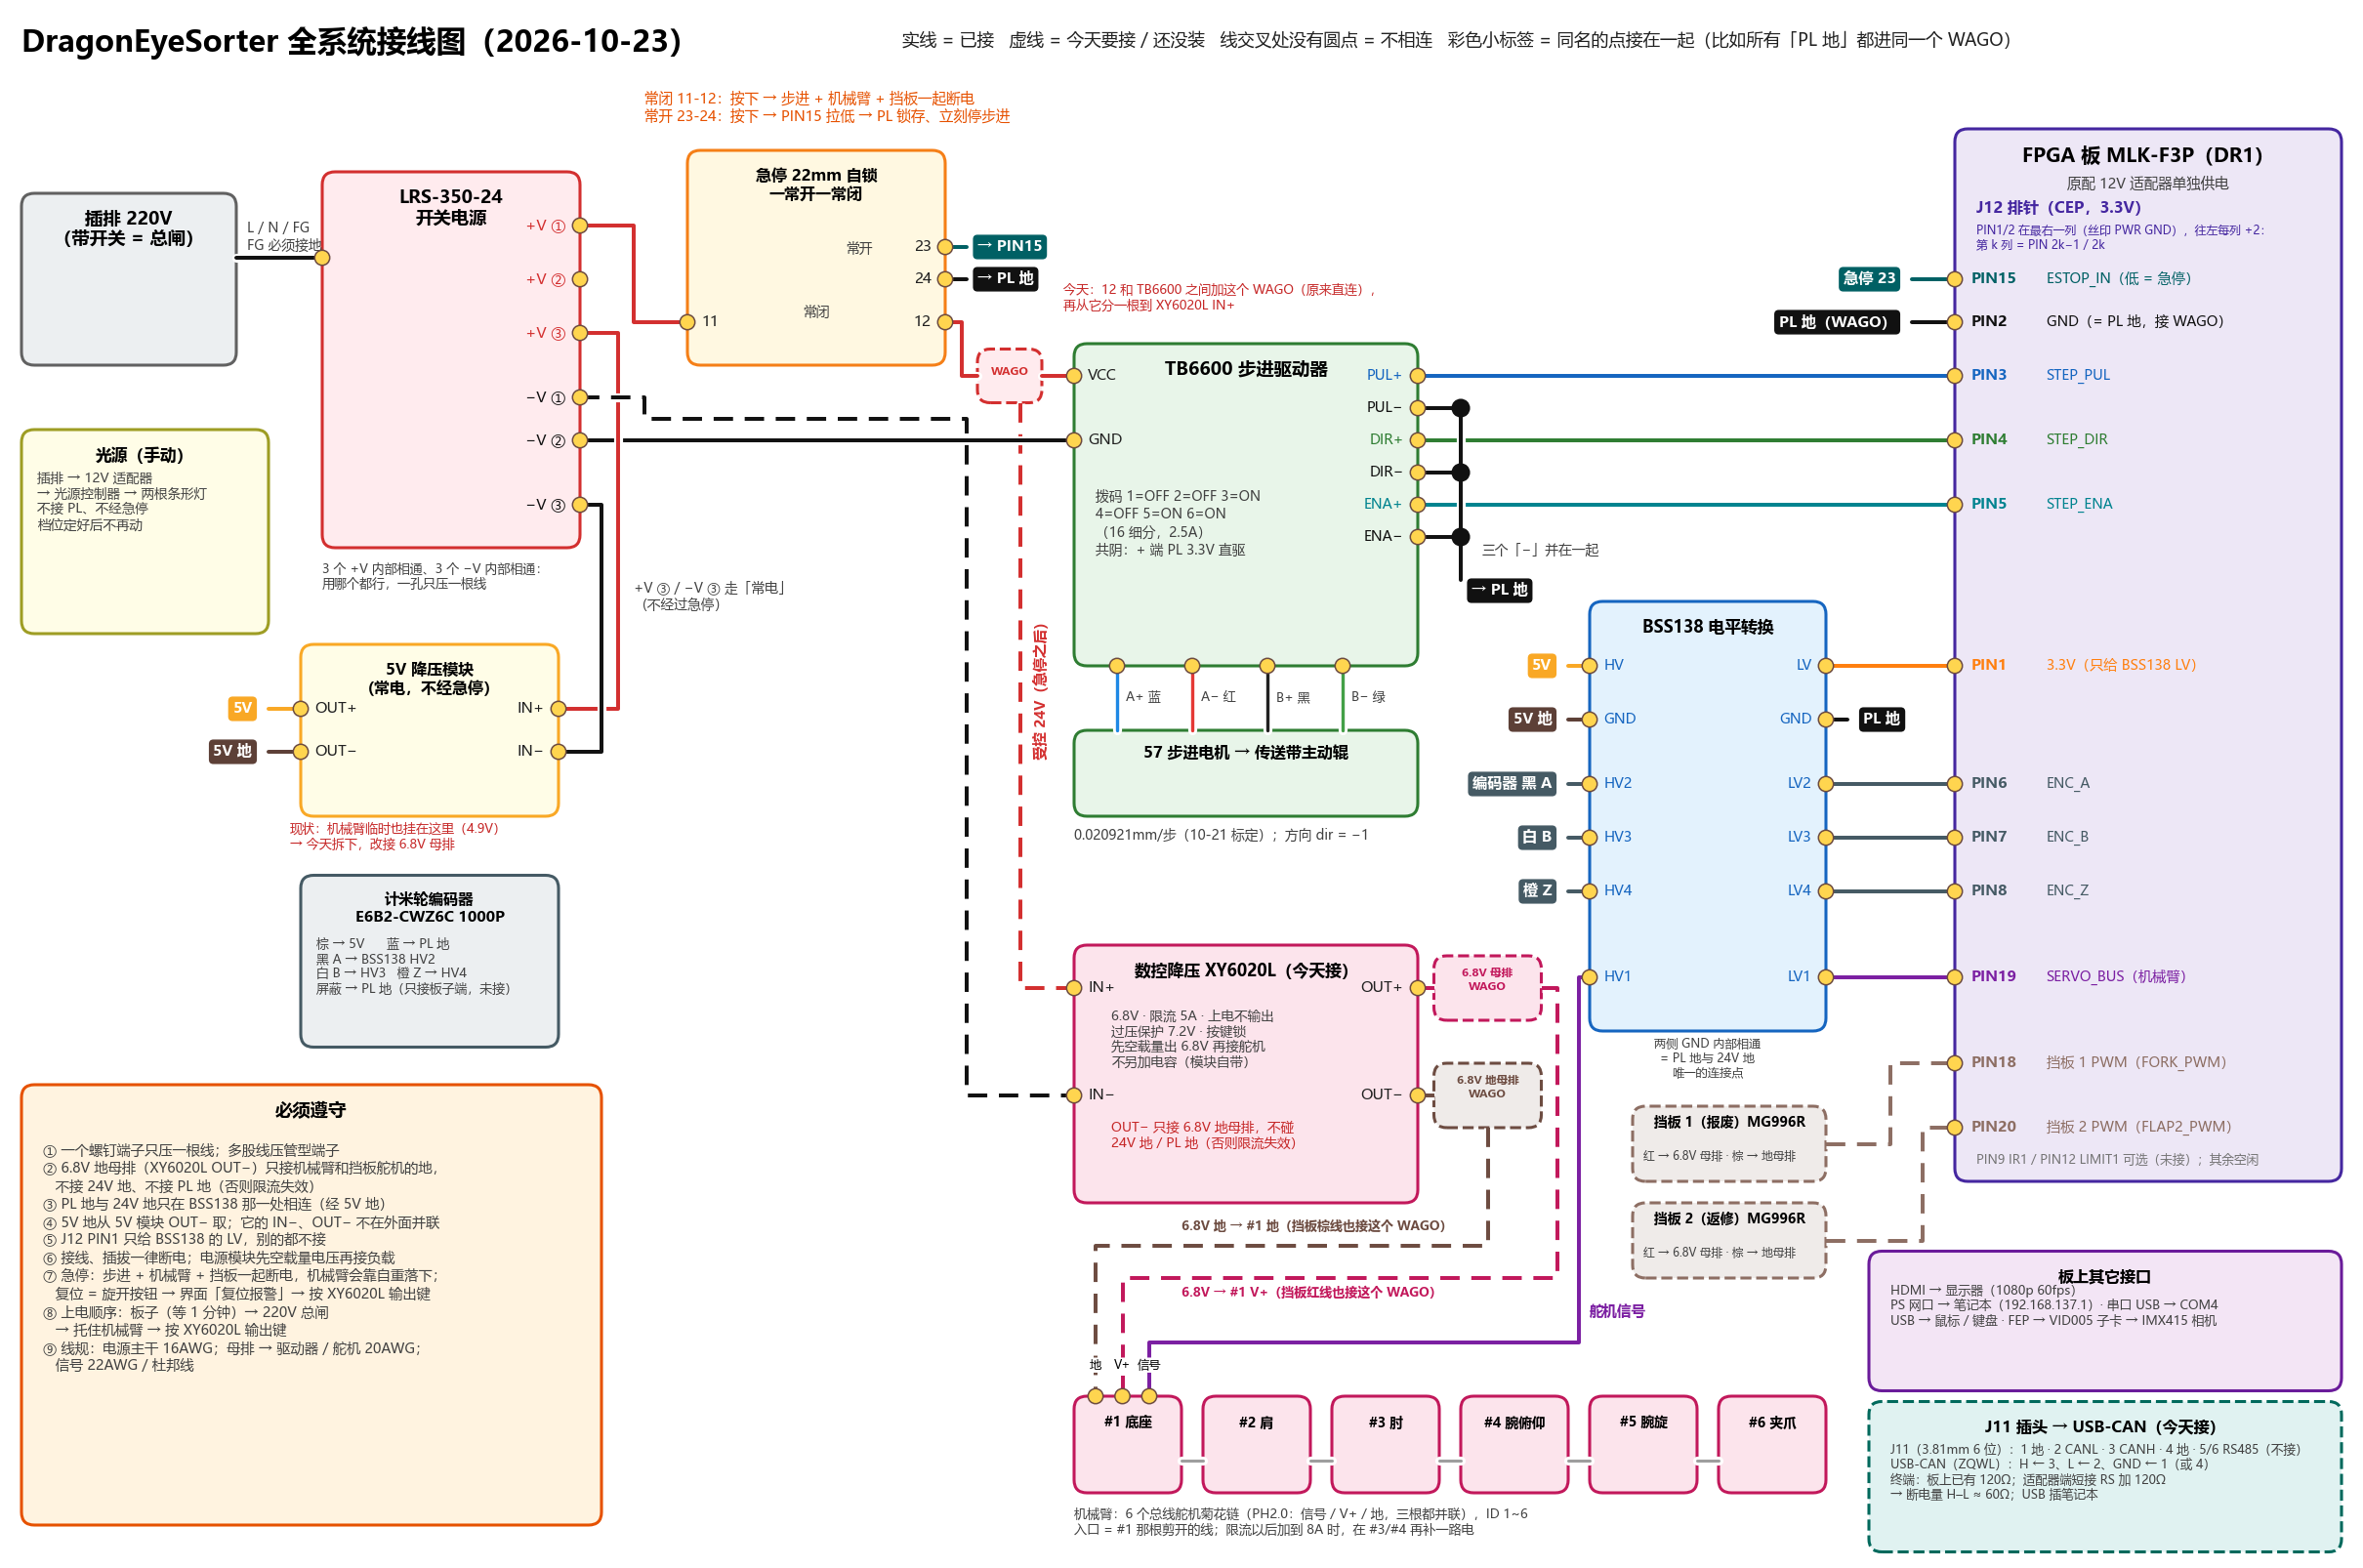 DragonEyeSorter 全系统接线图（2026-10-23）
实线 = 已接   虚线 = 今天要接 / 还没装   线交叉处没有圆点 = 不相连   彩色小标签 = 同名的点接在一起（比如所有「PL 地」都进同一个 WAGO）
常闭 11-12：按下 → 步进 + 机械臂 + 挡板一起断电
常开 23-24：按下 → PIN15 拉低 → PL 锁存、立刻停步进
插排 220V
（带开关 = 总闸）
L / N / FG
FG 必须接地
LRS-350-24
开关电源
+V ①
+V ②
+V ③
−V ①
−V ②
−V ③
3 个 +V 内部相通、3 个 −V 内部相通：
用哪个都行，一孔只压一根线
急停 22mm 自锁
一常开一常闭
常开
23
24
常闭
11
12
→ PIN15
→ PL 地
今天：12 和 TB6600 之间加这个 WAGO（原来直连），
再从它分一根到 XY6020L IN+
WAGO
TB6600 步进驱动器
VCC
GND
PUL+
PUL−
DIR+
DIR−
ENA+
ENA−
拨码 1=OFF 2=OFF 3=ON
4=OFF 5=ON 6=ON
（16 细分，2.5A）
共阴：+ 端 PL 3.3V 直驱
三个「−」并在一起
→ PL 地
A+ 蓝
A− 红
B+ 黑
B− 绿
57 步进电机 → 传送带主动辊
0.020921mm/步（10-21 标定）；方向 dir = −1
光源（手动）
插排 → 12V 适配器
→ 光源控制器 → 两根条形灯
不接 PL、不经急停
档位定好后不再动
+V ③ / −V ③ 走「常电」
（不经过急停）
受控 24V（急停之后）
5V 降压模块
（常电，不经急停）
5V
5V 地
OUT+
OUT−
IN+
IN−
现状：机械臂临时也挂在这里（4.9V）
→ 今天拆下，改接 6.8V 母排
计米轮编码器
E6B2-CWZ6C 1000P
棕 → 5V      蓝 → PL 地
黑 A → BSS138 HV2
白 B → HV3   橙 Z → HV4
屏蔽 → PL 地（只接板子端，未接）
必须遵守
① 一个螺钉端子只压一根线；多股线压管型端子
② 6.8V 地母排（XY6020L OUT−）只接机械臂和挡板舵机的地，
不接 24V 地、不接 PL 地（否则限流失效）
③ PL 地与 24V 地只在 BSS138 那一处相连（经 5V 地）
④ 5V 地从 5V 模块 OUT− 取；它的 IN−、OUT− 不在外面并联
⑤ J12 PIN1 只给 BSS138 的 LV，别的都不接
⑥ 接线、插拔一律断电；电源模块先空载量电压再接负载
⑦ 急停：步进 + 机械臂 + 挡板一起断电，机械臂会靠自重落下；
复位 = 旋开按钮 → 界面「复位报警」→ 按 XY6020L 输出键
⑧ 上电顺序：板子（等 1 分钟）→ 220V 总闸
→ 托住机械臂 → 按 XY6020L 输出键
⑨ 线规：电源主干 16AWG；母排 → 驱动器 / 舵机 20AWG；
信号 22AWG / 杜邦线
数控降压 XY6020L（今天接）
IN+
IN−
OUT+
OUT−
6.8V · 限流 5A · 上电不输出
过压保护 7.2V · 按键锁
先空载量出 6.8V 再接舵机
不另加电容（模块自带）
OUT− 只接 6.8V 地母排，不碰
24V 地 / PL 地（否则限流失效）
6.8V 母排
WAGO
6.8V 地母排
WAGO
6.8V 地 → #1 地（挡板棕线也接这个 WAGO）
6.8V → #1 V+（挡板红线也接这个 WAGO）
舵机信号
地
V+
信号
#1 底座
#2 肩
#3 肘
#4 腕俯仰
#5 腕旋
#6 夹爪
机械臂：6 个总线舵机菊花链（PH2.0：信号 / V+ / 地，三根都并联），ID 1~6
入口 = #1 那根剪开的线；限流以后加到 8A 时，在 #3/#4 再补一路电
BSS138 电平转换
5V
HV
LV
5V 地
GND
GND
PL 地
编码器 黑 A
HV2
LV2
白 B
HV3
LV3
橙 Z
HV4
LV4
HV1
LV1
两侧 GND 内部相通
= PL 地与 24V 地
唯一的连接点
挡板 1（报废）MG996R
红 → 6.8V 母排 · 棕 → 地母排
挡板 2（返修）MG996R
红 → 6.8V 母排 · 棕 → 地母排
FPGA 板 MLK-F3P（DR1）
原配 12V 适配器单独供电
J12 排针（CEP，3.3V）
PIN1/2 在最右一列（丝印 PWR GND），往左每列 +2：
第 k 列 = PIN 2k−1 / 2k
急停 23
PIN15
ESTOP_IN（低 = 急停）
PL 地（WAGO）
PIN2
GND（= PL 地，接 WAGO）
PIN3
STEP_PUL
PIN4
STEP_DIR
PIN5
STEP_ENA
PIN1
3.3V（只给 BSS138 LV）
PIN6
ENC_A
PIN7
ENC_B
PIN8
ENC_Z
PIN19
SERVO_BUS（机械臂）
PIN18
挡板 1 PWM（FORK_PWM）
PIN20
挡板 2 PWM（FLAP2_PWM）
PIN9 IR1 / PIN12 LIMIT1 可选（未接）；其余空闲
板上其它接口
HDMI → 显示器（1080p 60fps）
PS 网口 → 笔记本（192.168.137.1）· 串口 USB → COM4
USB → 鼠标 / 键盘 · FEP → VID005 子卡 → IMX415 相机
J11 插头 → USB-CAN（今天接）
J11（3.81mm 6 位）：1 地 · 2 CANL · 3 CANH · 4 地 · 5/6 RS485（不接）
USB-CAN（ZQWL）：H ← 3、L ← 2、GND ← 1（或 4）
终端：板上已有 120Ω；适配器端短接 RS 加 120Ω
→ 断电量 H–L ≈ 60Ω；USB 插笔记本